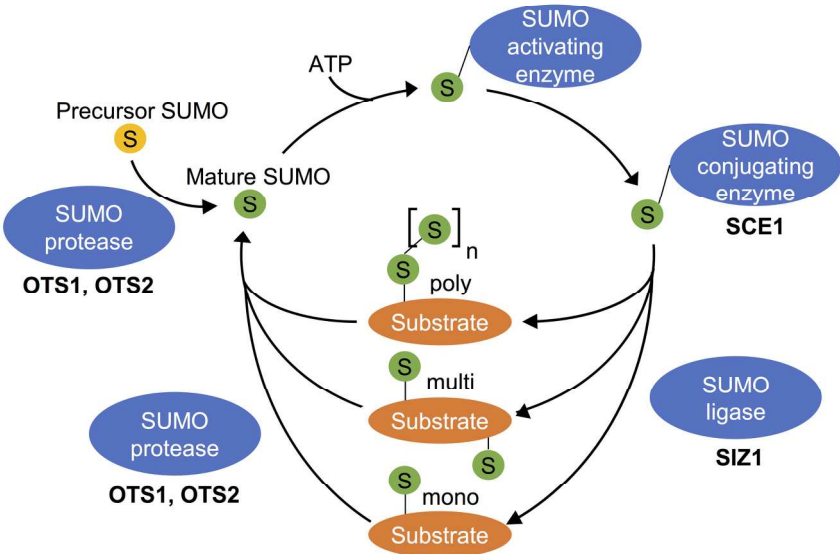 SUMO
activating
enzyme
S
ATP
Precursor SUMO
S
Mature SUMO
S
SUMO
protease
OTS1, OTS2
SUMO
conjugating
enzyme
S
SCE1
[S]n
S
poly
Substrate
S
multi
Substrate
S
SUMO
ligase
SIZ1
SUMO
protease
OTS1, OTS2
S
mono
Substrate